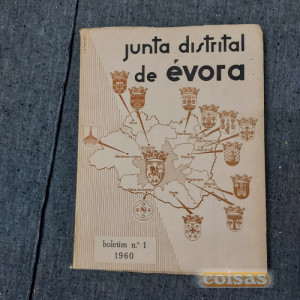 junta distrital
de évora
boletim n.º 1
1960
coisas